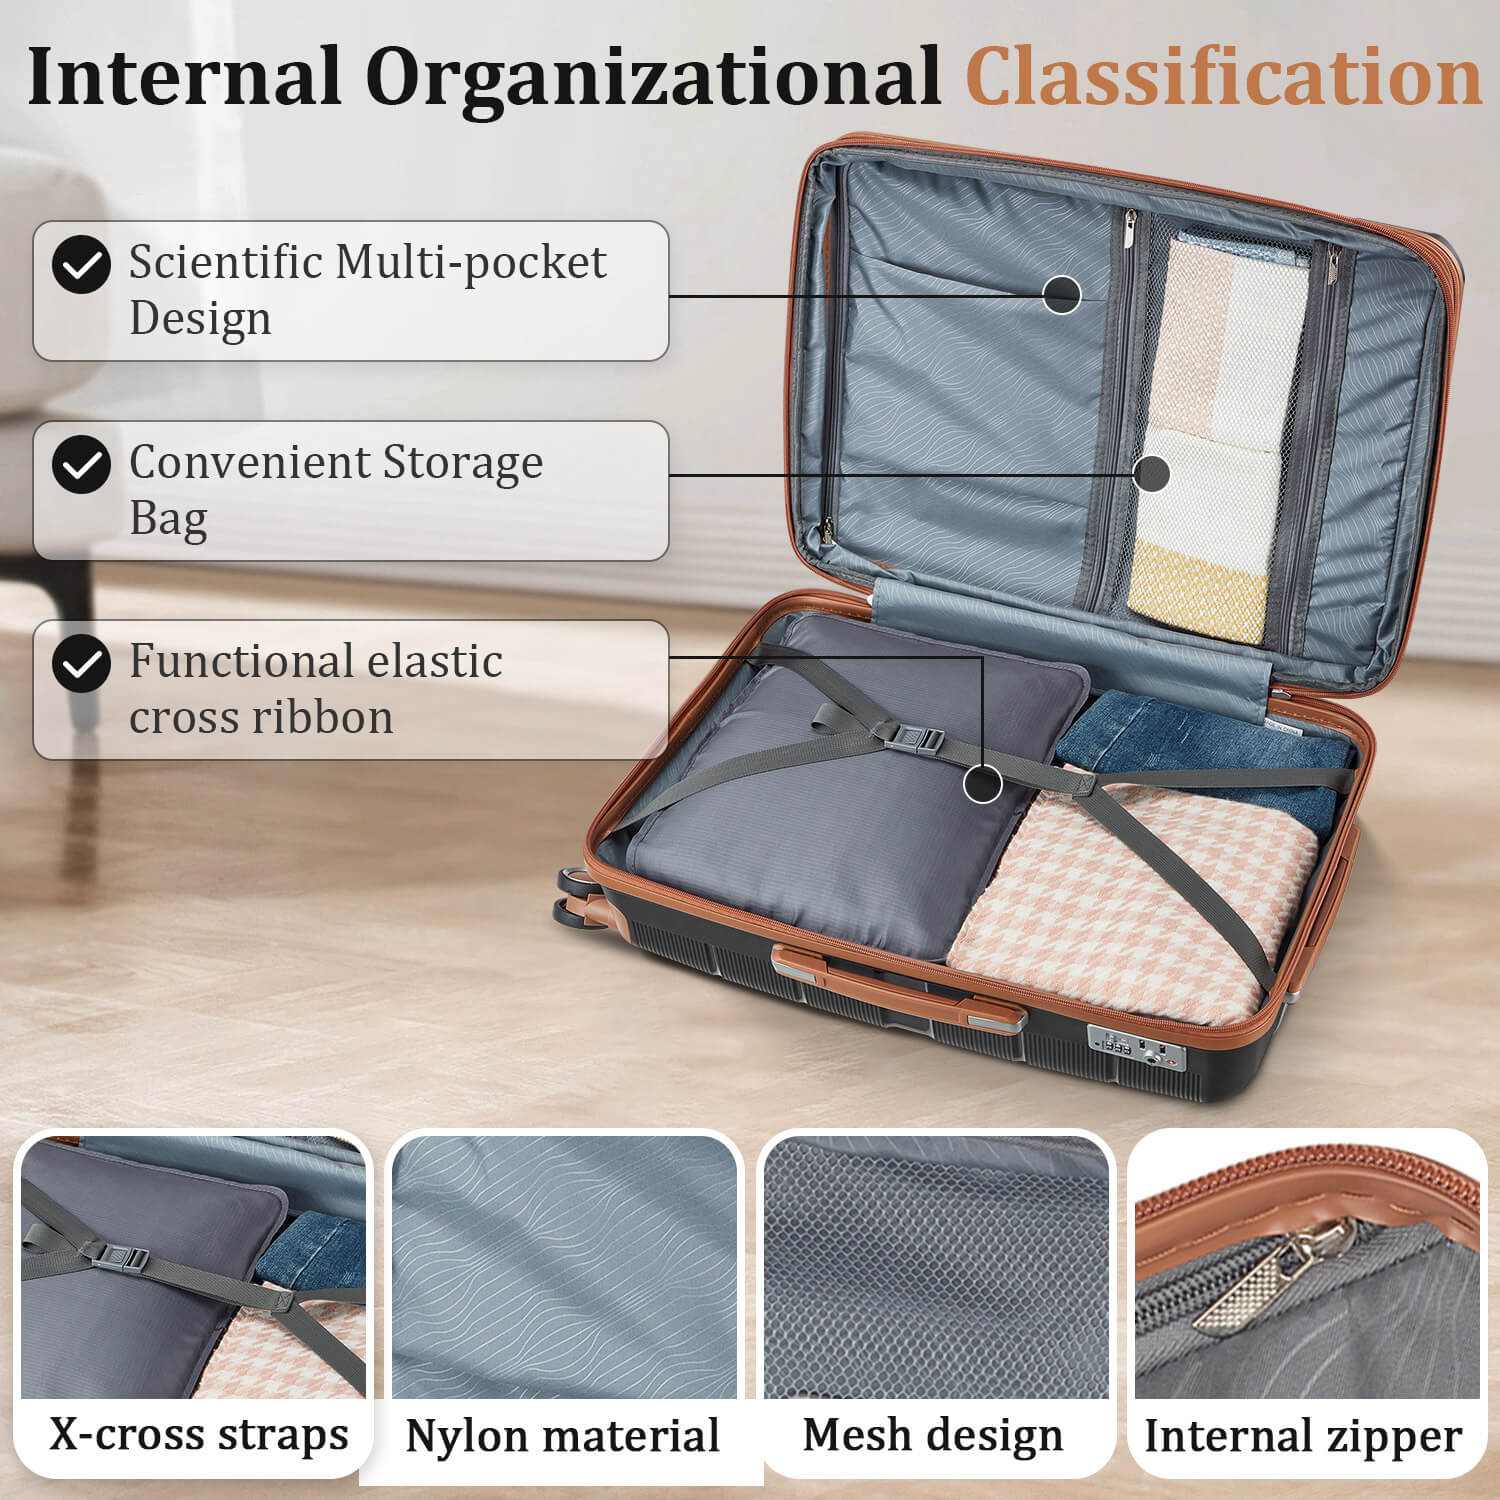 Internal Organizational Classification
Scientific Multi-pocket
Design
Convenient Storage
Bag
Functional elastic
cross ribbon
X-cross straps
Nylon material
Mesh design
Internal zipper